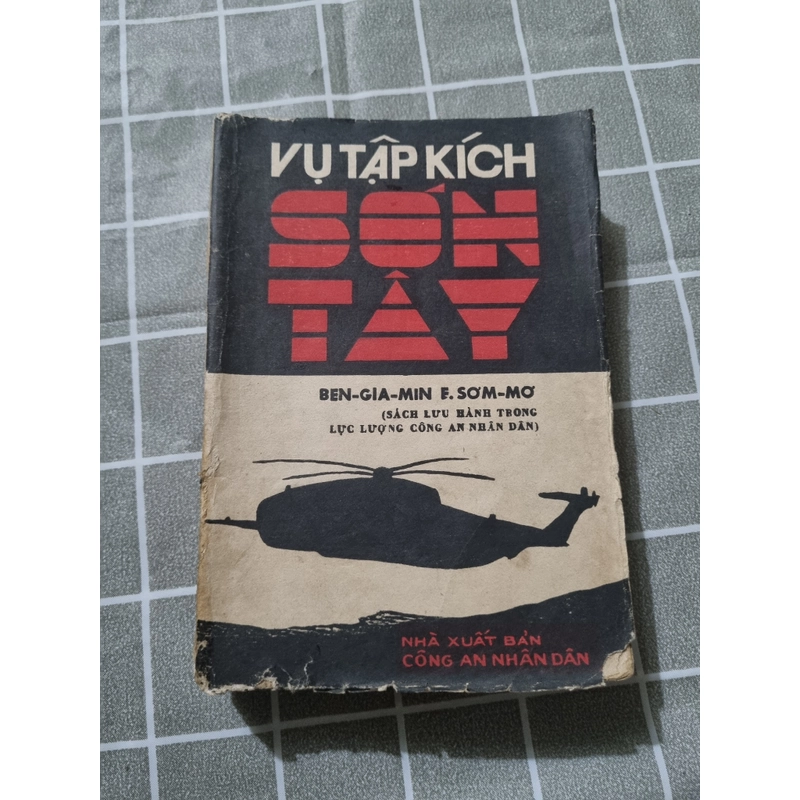 VỤ TẬP KÍCH
SƠN
TÂY
BEN-GIA-MIN F. SƠM-MƠ
(SÁCH LƯU HÀNH TRONG
LỰC LƯỢNG CÔNG AN NHÂN DÂN)
NHÀ XUẤT BẢN
CÔNG AN NHÂN DÂN